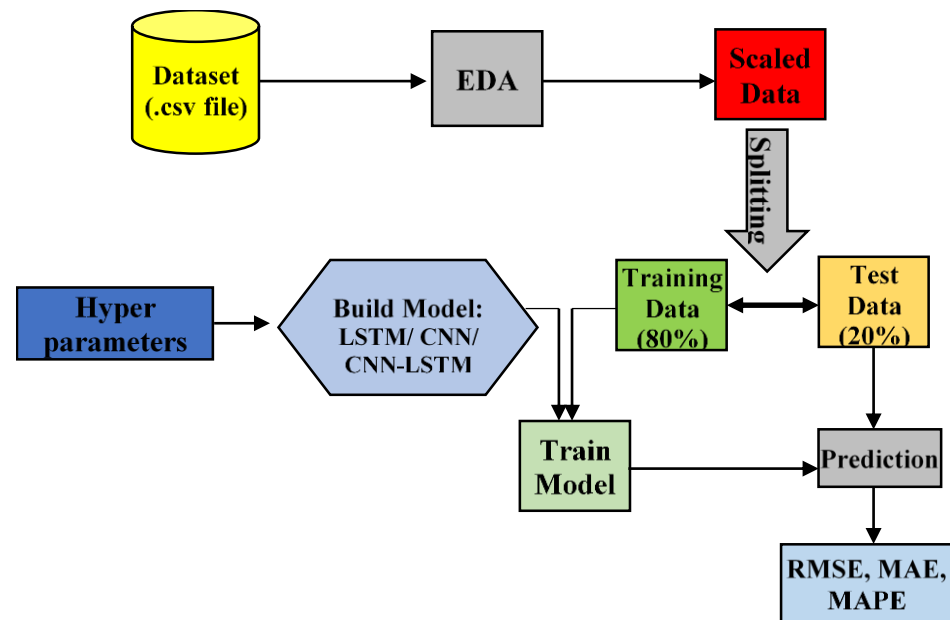 Dataset
(.csv file)
EDA
Scaled
Data
Splitting
Hyper
parameters
Build Model:
LSTM/ CNN/
CNN-LSTM
Training
Data
(80%)
Test
Data
(20%)
Train
Model
Prediction
RMSE, MAE,
MAPE